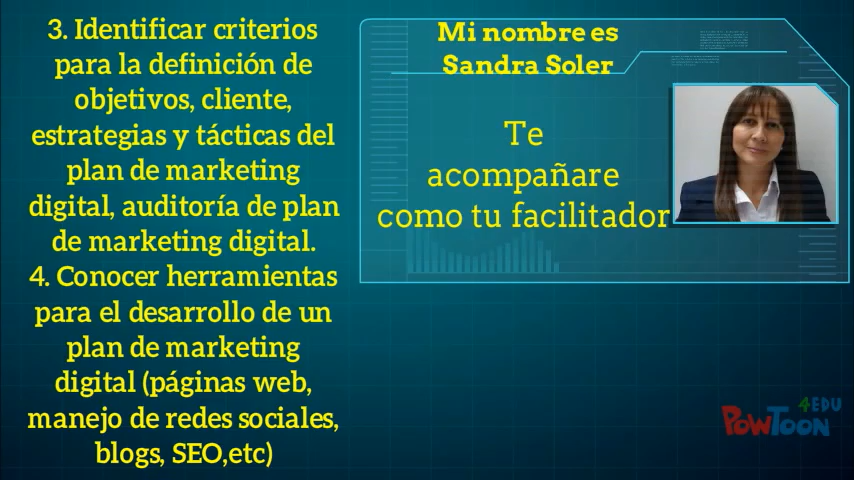 3. Identificar criterios
para la definición de
objetivos, cliente,
estrategias y tácticas del
plan de marketing
digital, auditoría de plan
de marketing digital.
4. Conocer herramientas
para el desarrollo de un
plan de marketing
digital (páginas web,
manejo de redes sociales,
blogs, SEO,etc)
Mi nombre es
Sandra Soler
Te
acompañare
como tu facilitador
4EDU
POWTOON